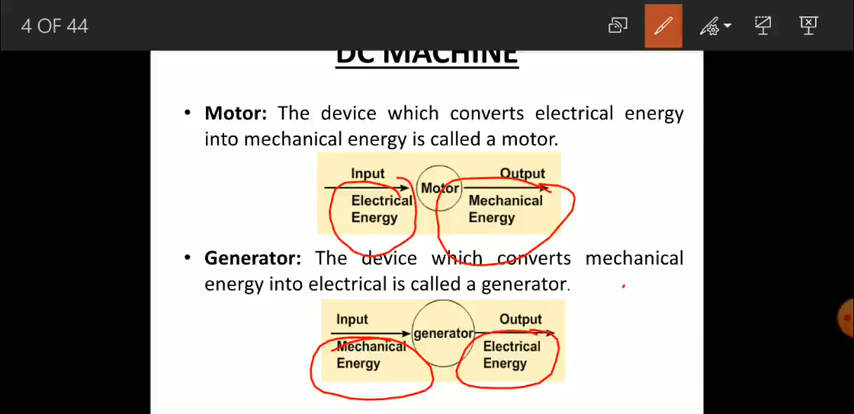 4 OF 44
DC MACHINE
• Motor: The device which converts electrical energy
into mechanical energy is called a motor.
Input Motor Output
Electrical Energy Mechanical Energy
• Generator: The device which converts mechanical
energy into electrical is called a generator.
Input generator Output
Mechanical Energy Electrical Energy